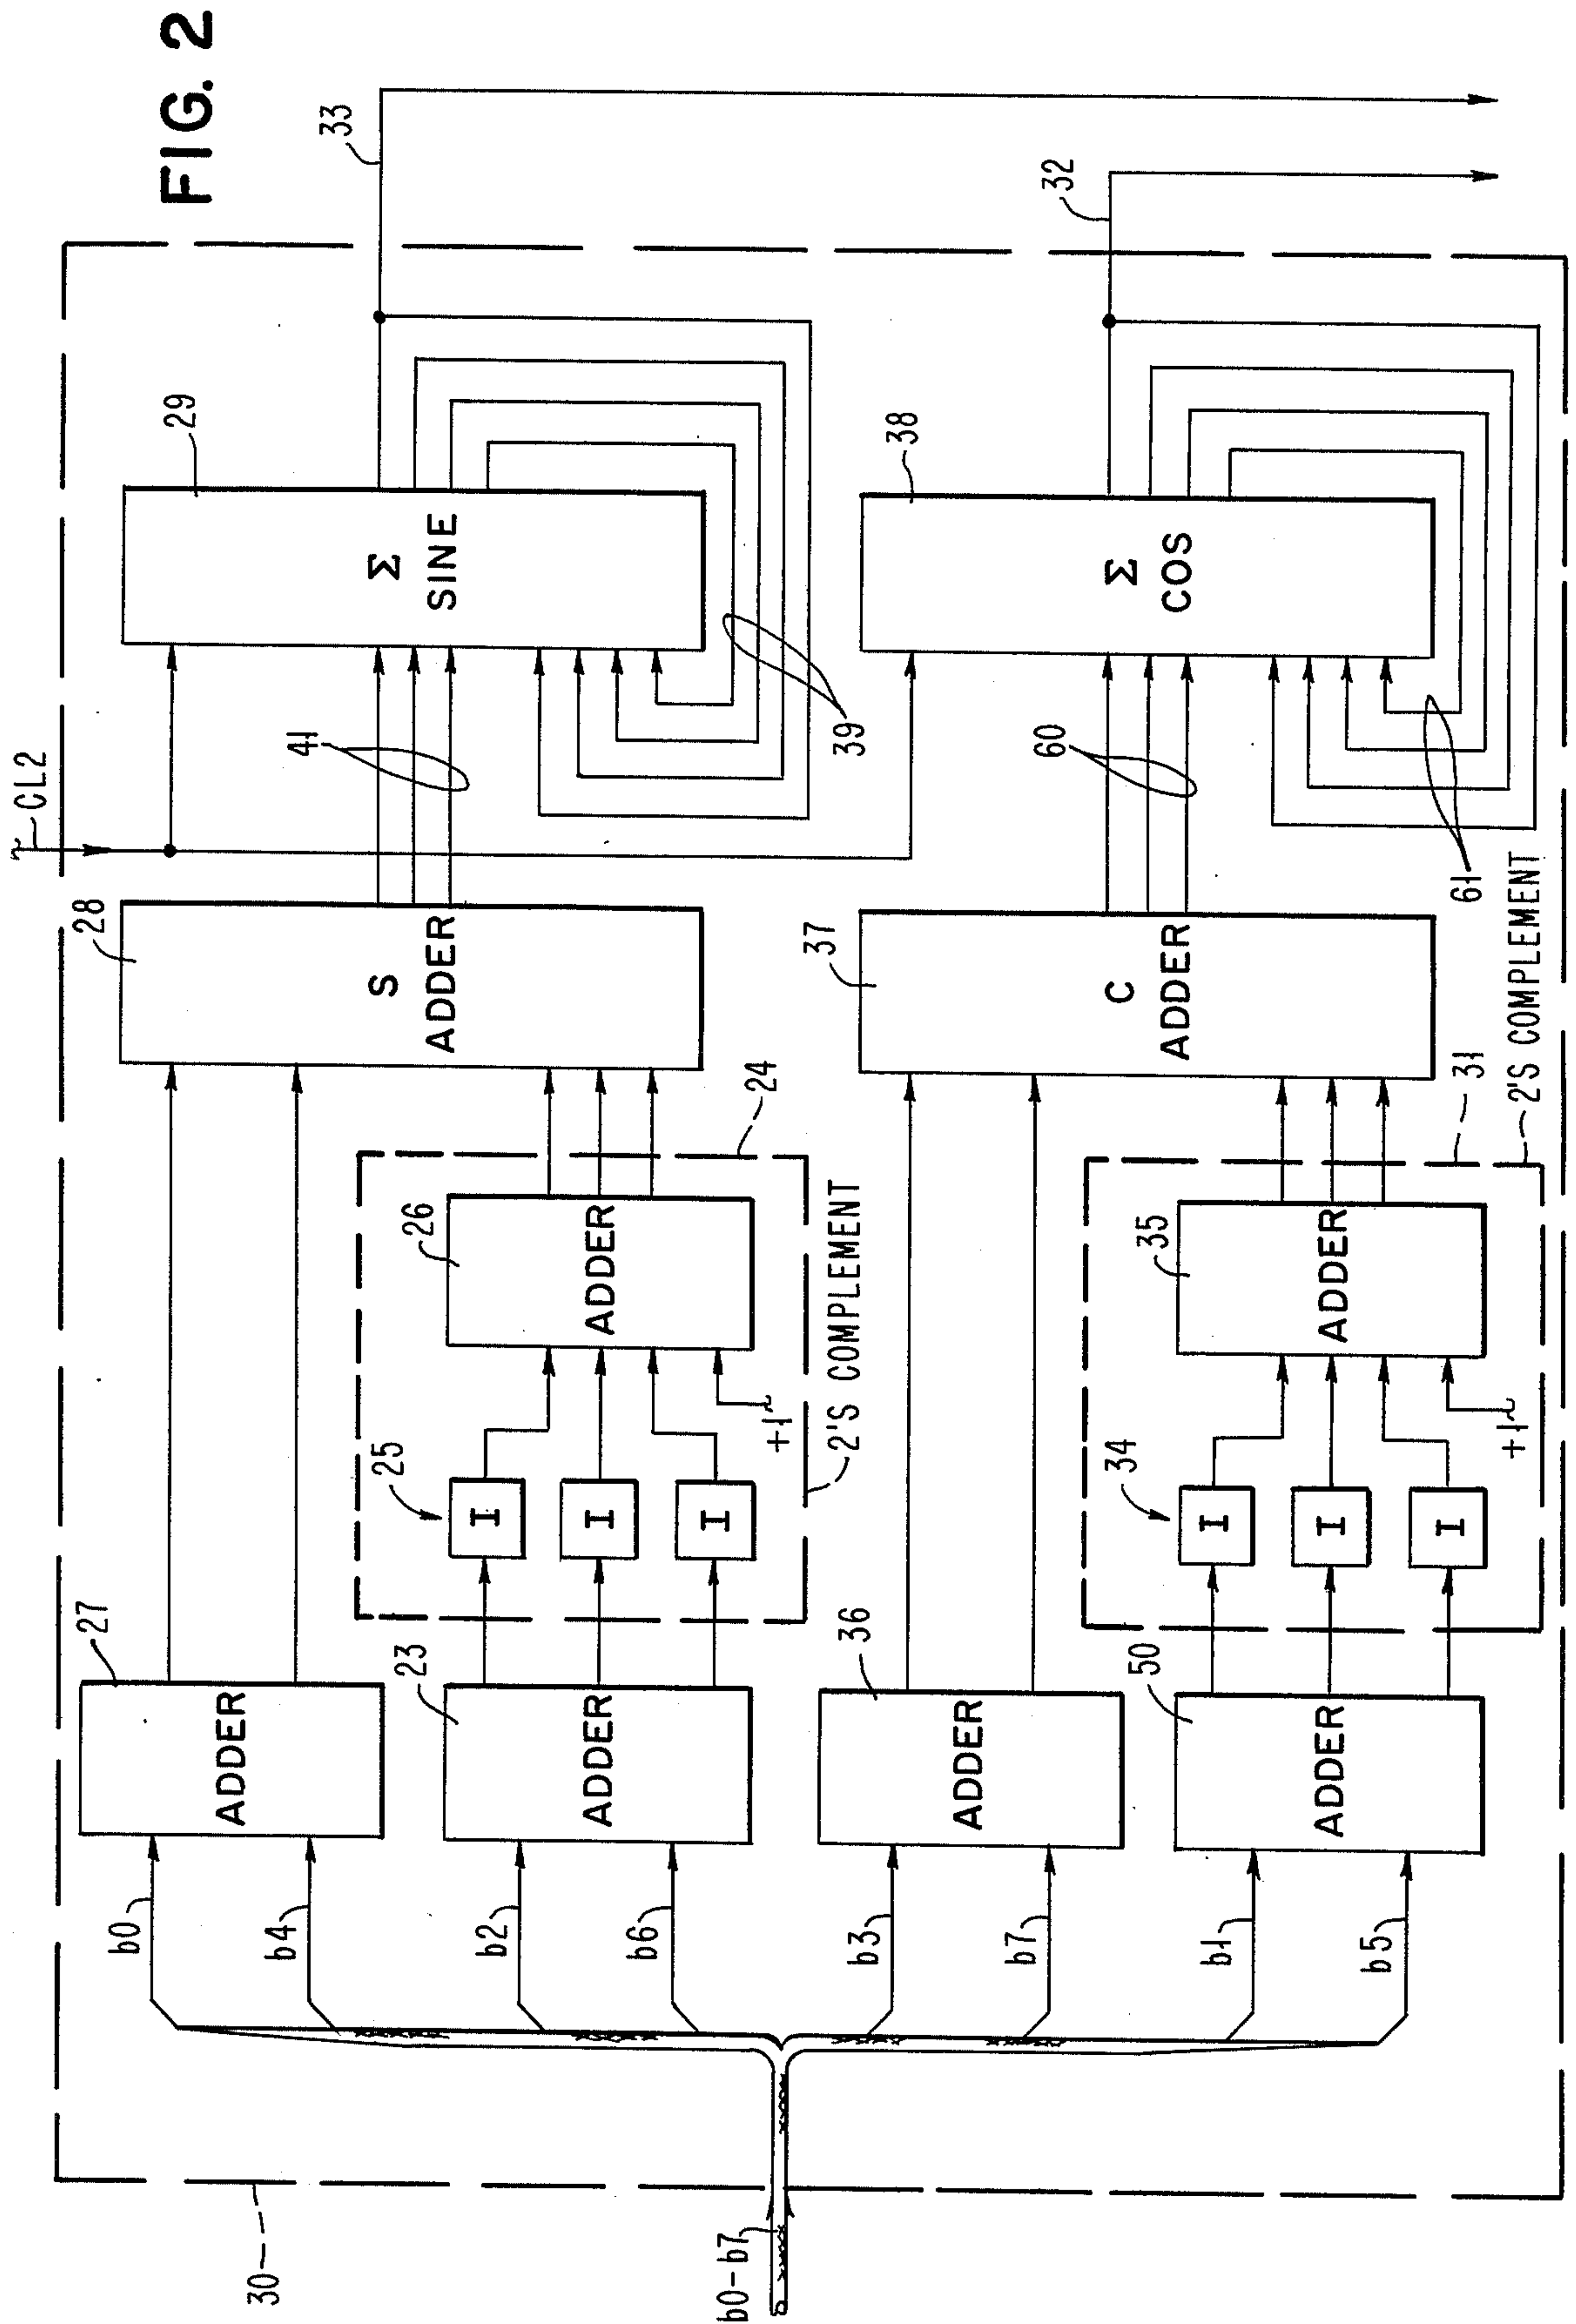 FIG. 2
30
b0-b7
b0
b4
b2
b6
b3
b7
b1
b5
27
ADDER
23
ADDER
36
ADDER
50
ADDER
25
I
I
I
+1
26
ADDER
24
2'S COMPLEMENT
34
I
I
I
+1
35
ADDER
31
2'S COMPLEMENT
28
S
ADDER
37
C
ADDER
CL2
41
60
29
Σ
SINE
39
38
Σ
COS
61
33
32